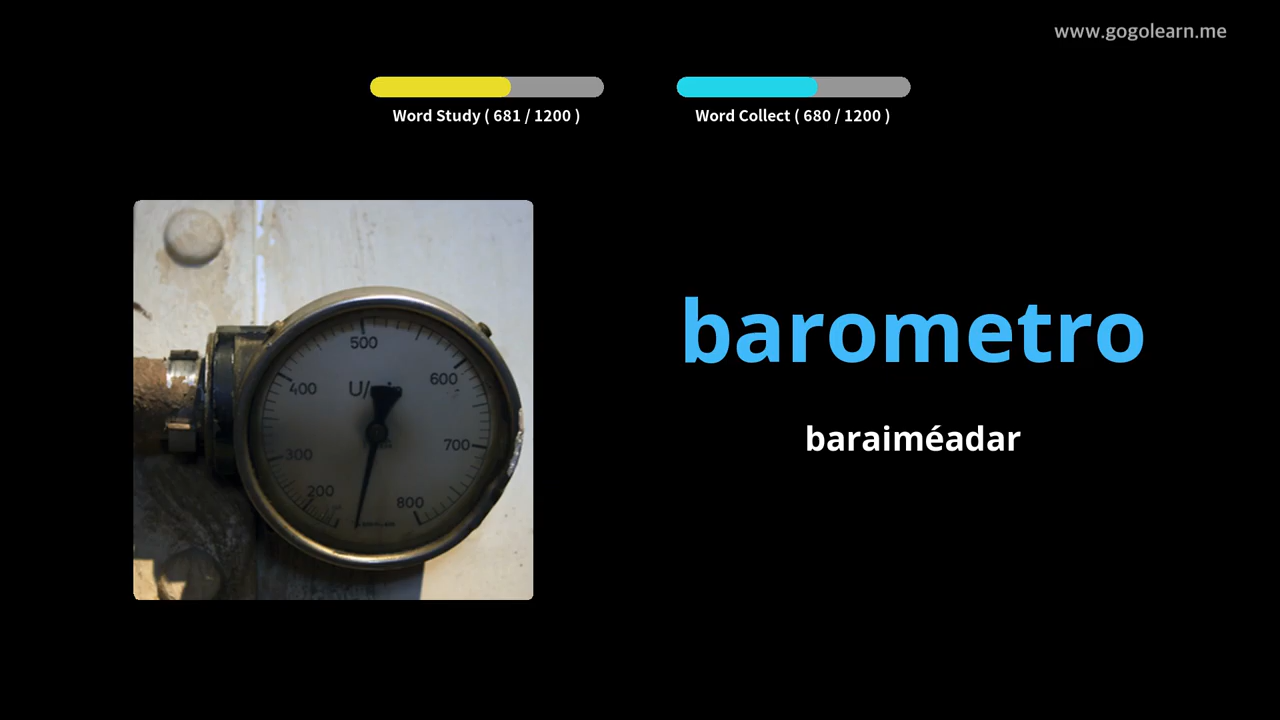 www.gogolearn.me
Word Study ( 681 / 1200 )
Word Collect ( 680 / 1200 )
barometro
baraiméadar
500
400
600
300
700
200
800